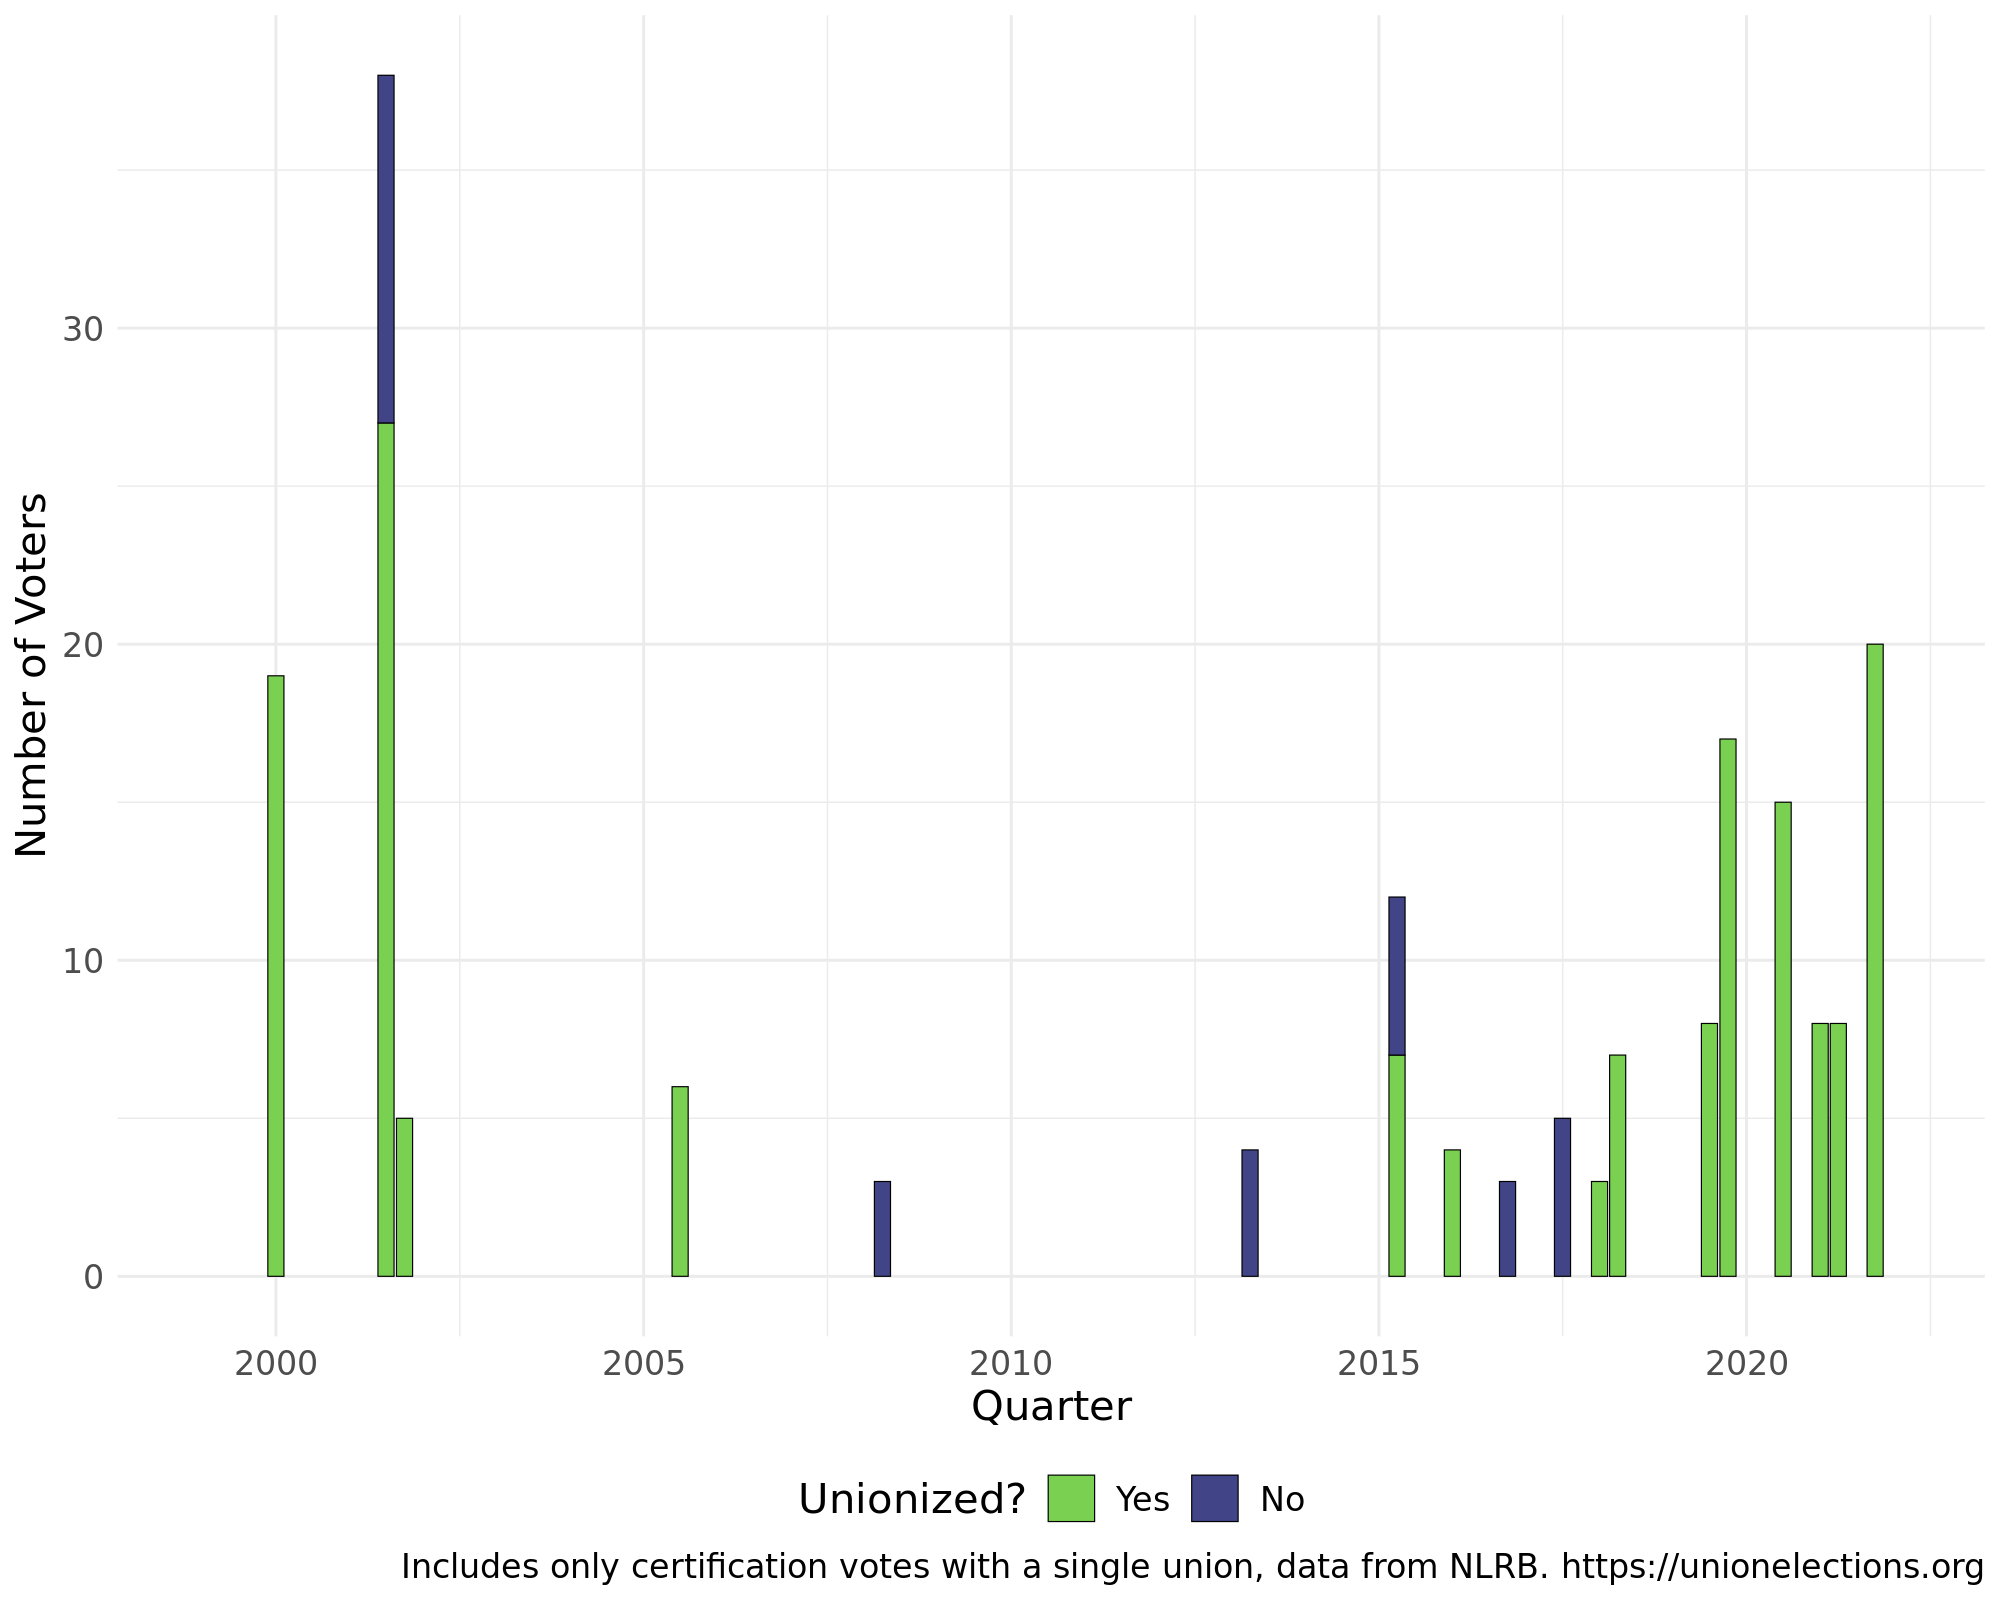 Number of Voters
30
20
10
0
2000 2005 2010 2015 2020
Quarter
Unionized? Yes No
Includes only certification votes with a single union, data from NLRB. https://unionelections.org